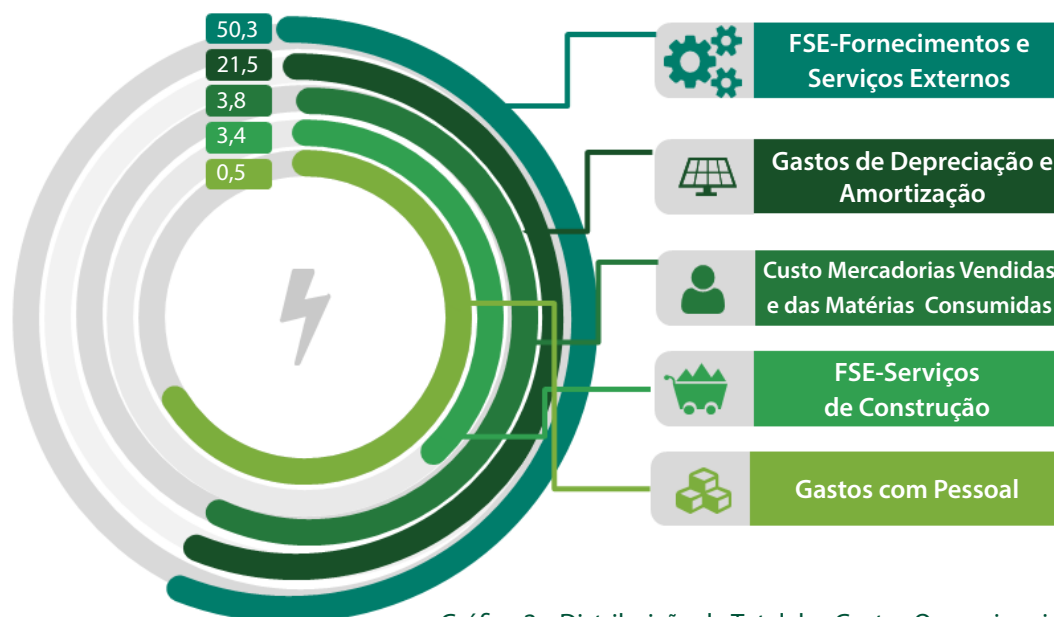 50,3
21,5
3,8
3,4
0,5
FSE-Fornecimentos e
Serviços Externos
Gastos de Depreciação e
Amortização
Custo Mercadorias Vendidas
e das Matérias Consumidas
FSE-Serviços
de Construção
Gastos com Pessoal